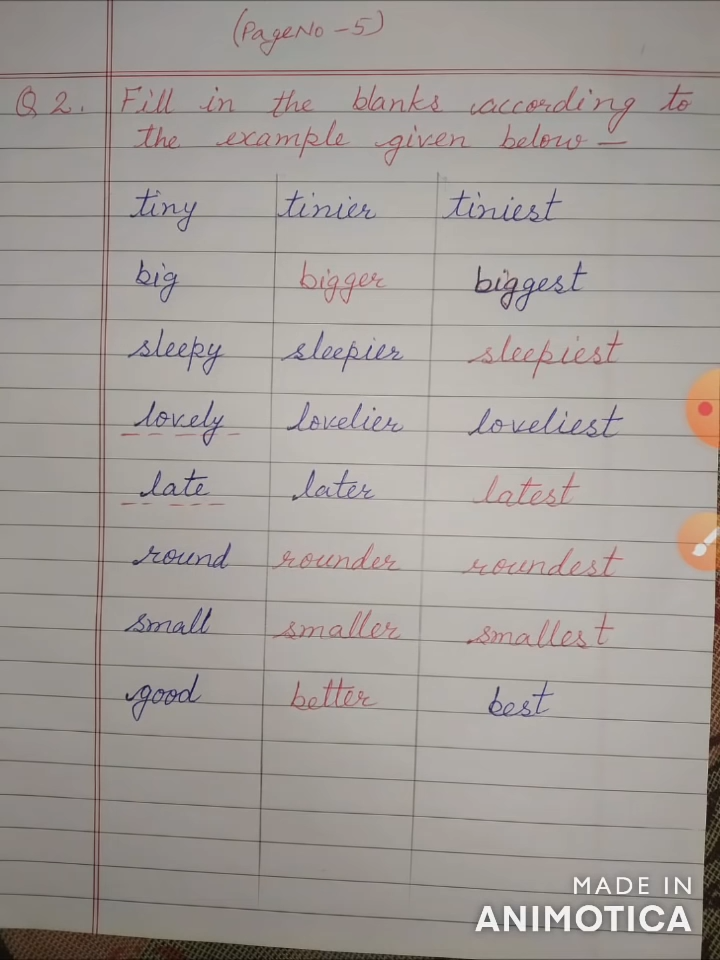 (Page No - 5)
Q 2. Fill in the blanks according to
the example given below —
tiny tinier tiniest
big bigger biggest
sleepy sleepier sleepiest
lovely lovelier loveliest
late later latest
round rounder roundest
small smaller smallest
good better best
MADE IN
ANIMOTICA